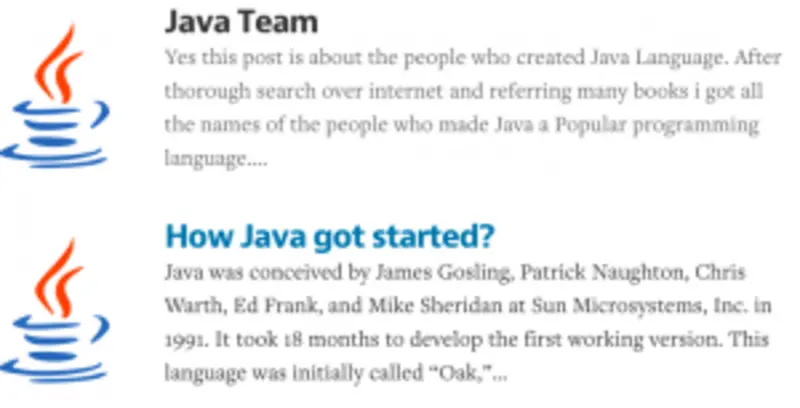 Java Team
Yes this post is about the people who created Java Language. After
thorough search over internet and referring many books i got all
the names of the people who made Java a Popular programming
language....
How Java got started?
Java was conceived by James Gosling, Patrick Naughton, Chris
Warth, Ed Frank, and Mike Sheridan at Sun Microsystems, Inc. in
1991. It took 18 months to develop the first working version. This
language was initially called “Oak,”...